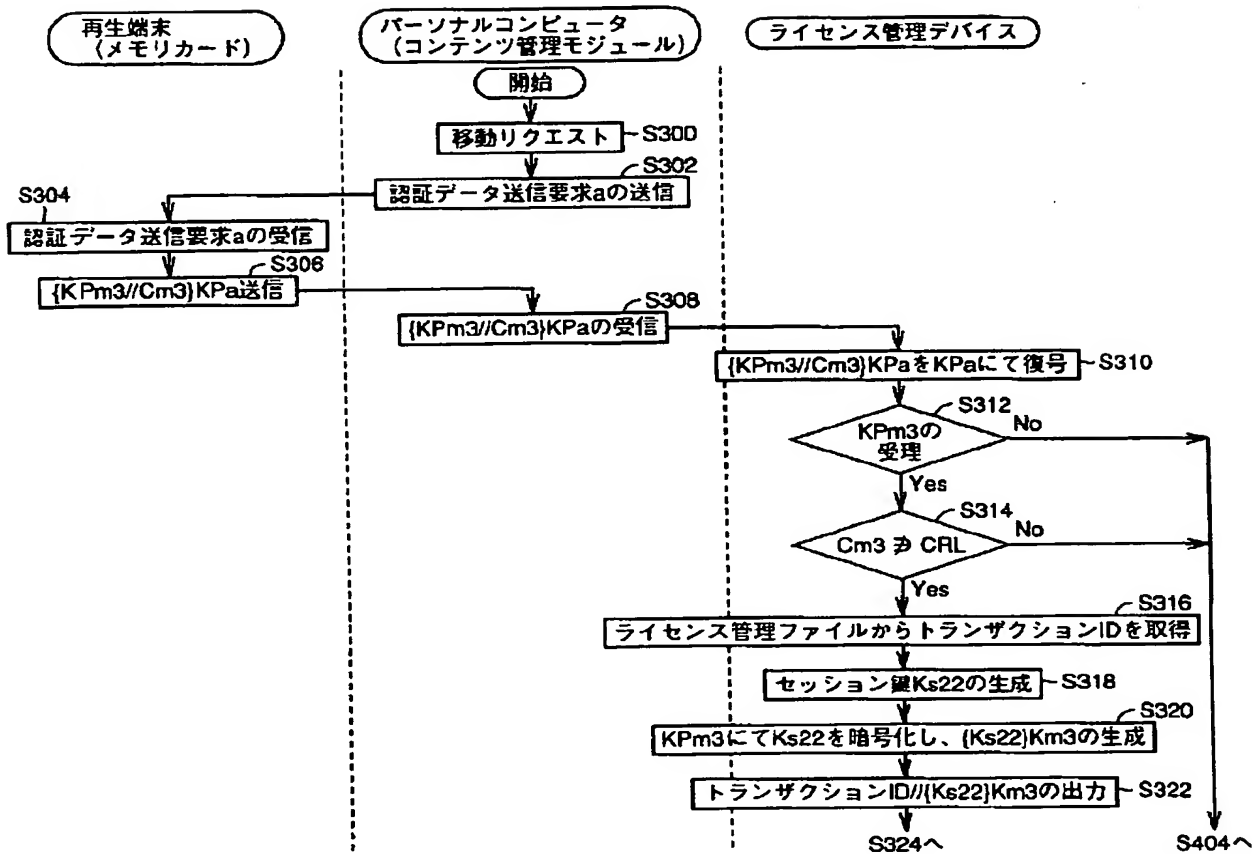 再生端末
(メモリカード)
パーソナルコンピュータ
(コンテンツ管理モジュール)
ライセンス管理デバイス
開始
移動リクエスト
S300
S302
認証データ送信要求aの送信
S304
認証データ送信要求aの受信
S306
{KPm3//Cm3}KPa送信
S308
{KPm3//Cm3}KPaの受信
{KPm3//Cm3}KPaをKPaにて復号
S310
S312
KPm3の
受理
No
Yes
S314
Cm3 ∌ CRL
No
Yes
S316
ライセンス管理ファイルからトランザクションIDを取得
セッション鍵Ks22の生成
S318
S320
KPm3にてKs22を暗号化し、{Ks22}Km3の生成
トランザクションID//{Ks22}Km3の出力
S322
S324へ
S404へ